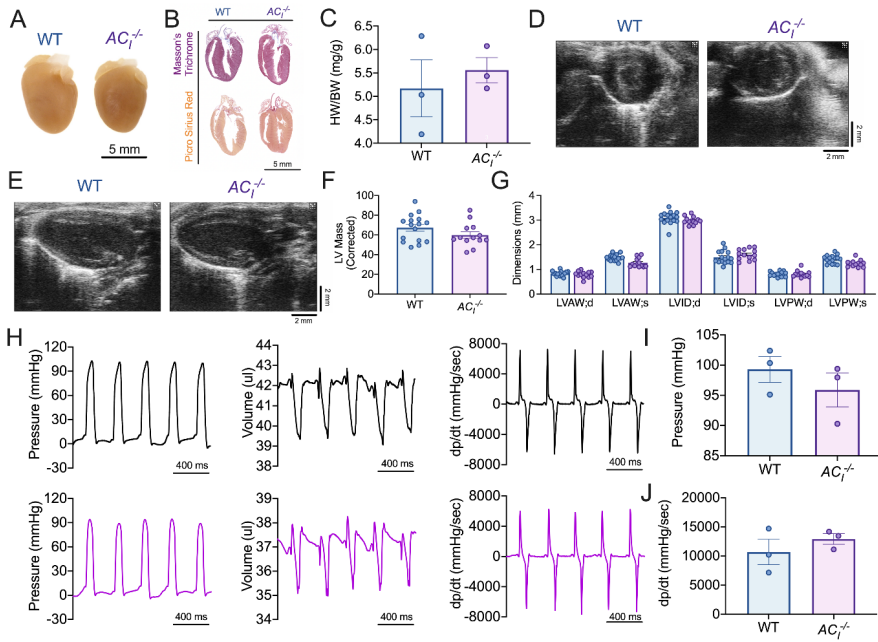 A
WT
AC_I^-/-
5 mm
B
WT
AC_I^-/-
Masson's
Trichrome
Picro Sirius Red
5 mm
C
HW/BW (mg/g)
6.5
6.0
5.5
5.0
4.5
4.0
WT
AC_I^-/-
D
WT
AC_I^-/-
2 mm
2 mm
E
WT
AC_I^-/-
2 mm
2 mm
F
LV Mass
(Corrected)
100
80
60
40
20
0
WT
AC_I^-/-
G
Dimensions (mm)
4
3
2
1
0
LVAW;d
LVAW;s
LVID;d
LVID;s
LVPW;d
LVPW;s
H
Pressure (mmHg)
120
90
60
30
0
-30
400 ms
Volume (ul)
44
43
42
41
40
39
38
400 ms
dp/dt (mmHg/sec)
8000
4000
0
-4000
-8000
400 ms
Pressure (mmHg)
120
90
60
30
0
-30
400 ms
Volume (ul)
39
38
37
36
35
34
400 ms
dp/dt (mmHg/sec)
8000
4000
0
-4000
-8000
400 ms
I
Pressure (mmHg)
105
100
95
90
85
WT
AC_I^-/-
J
dp/dt (mmHg/sec)
20000
15000
10000
5000
0
WT
AC_I^-/-